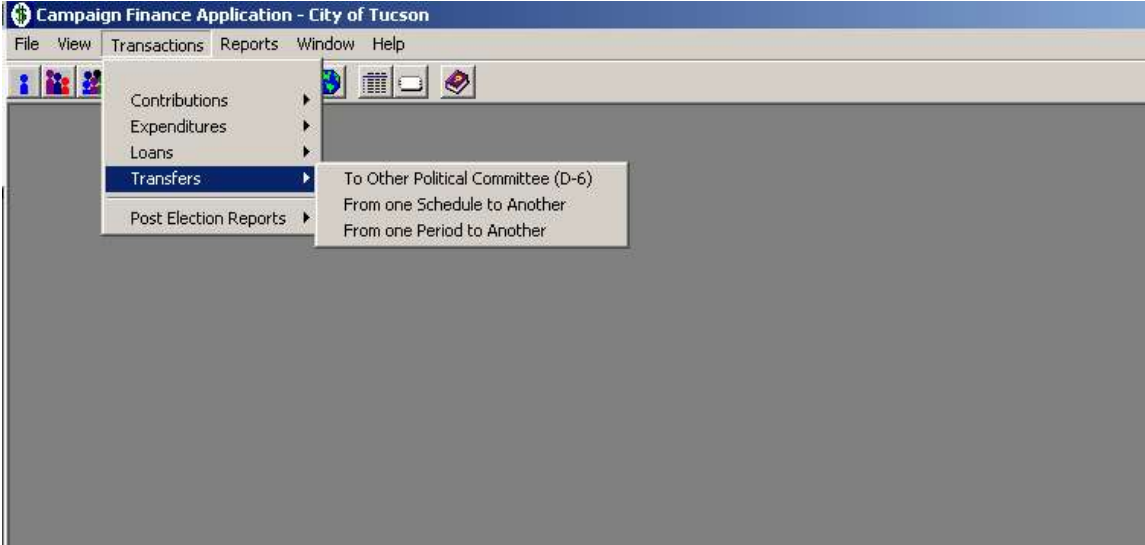 Campaign Finance Application - City of Tucson
File View Transactions Reports Window Help
Contributions
Expenditures
Loans
Transfers
To Other Political Committee (D-6)
From one Schedule to Another
From one Period to Another
Post Election Reports